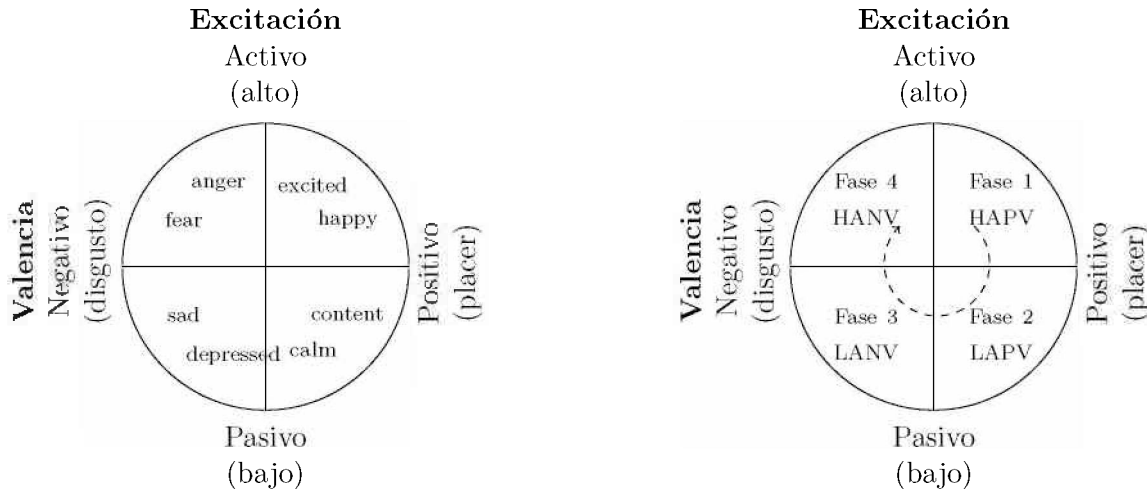 Excitación
Activo
(alto)
Valencia
Negativo
(disgusto)
anger
excited
fear
happy
sad
content
depressed
calm
Positivo
(placer)
Pasivo
(bajo)
Excitación
Activo
(alto)
Valencia
Negativo
(disgusto)
Fase 4
Fase 1
HANV
HAPV
Fase 3
Fase 2
LANV
LAPV
Positivo
(placer)
Pasivo
(bajo)